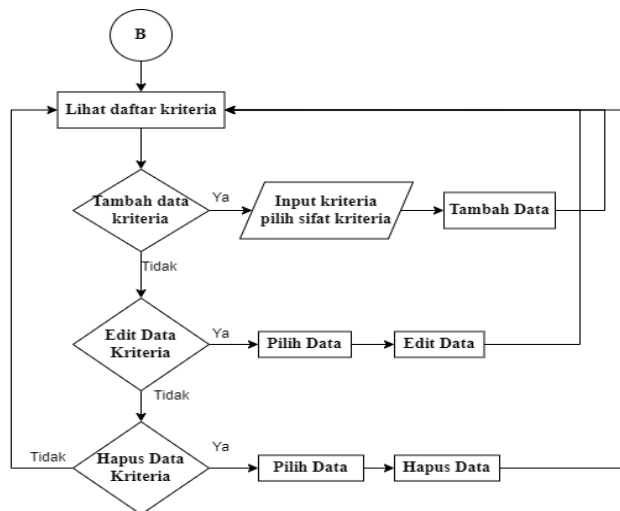 B
Lihat daftar kriteria
Tambah data
kriteria
Ya
Input kriteria
pilih sifat kriteria
Tambah Data
Tidak
Edit Data
Kriteria
Ya
Pilih Data
Edit Data
Tidak
Tidak
Hapus Data
Kriteria
Ya
Pilih Data
Hapus Data